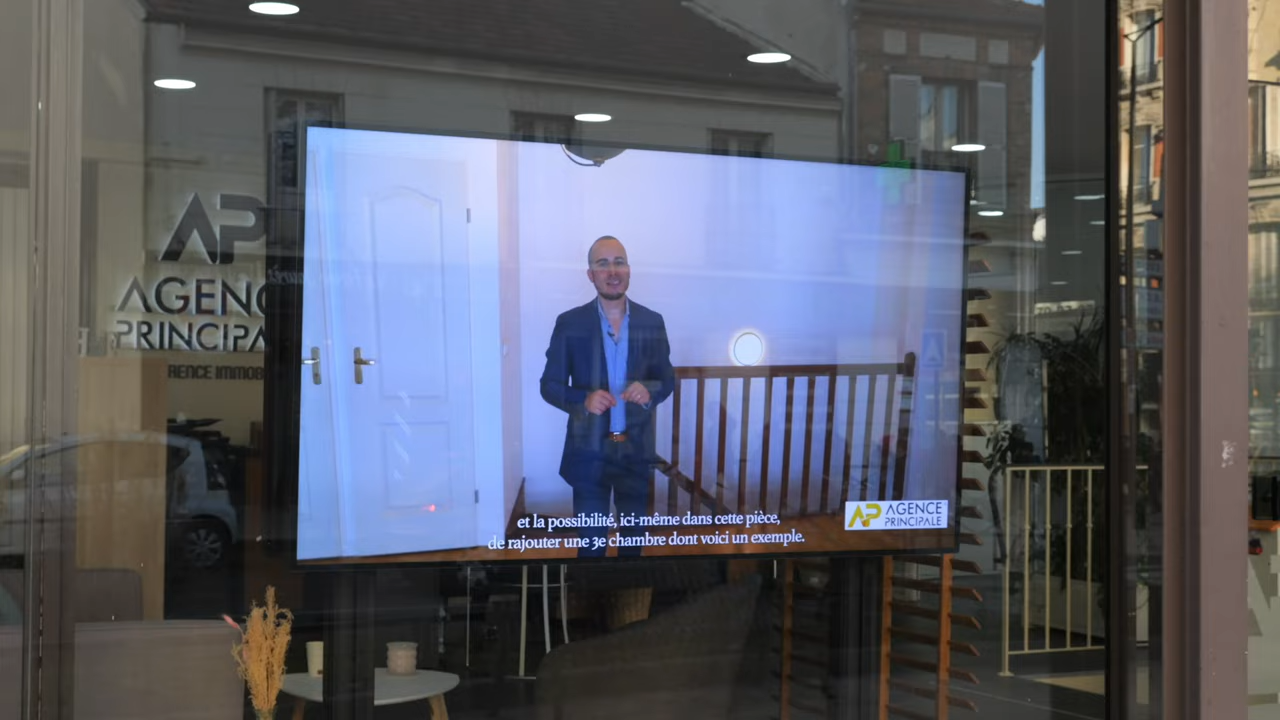 AP
AGENC
PRINCIPA
RENCE IMMOB
et la possibilité, ici-même dans cette pièce,
de rajouter une 3e chambre dont voici un exemple.
AP AGENCE
PRINCIPALE